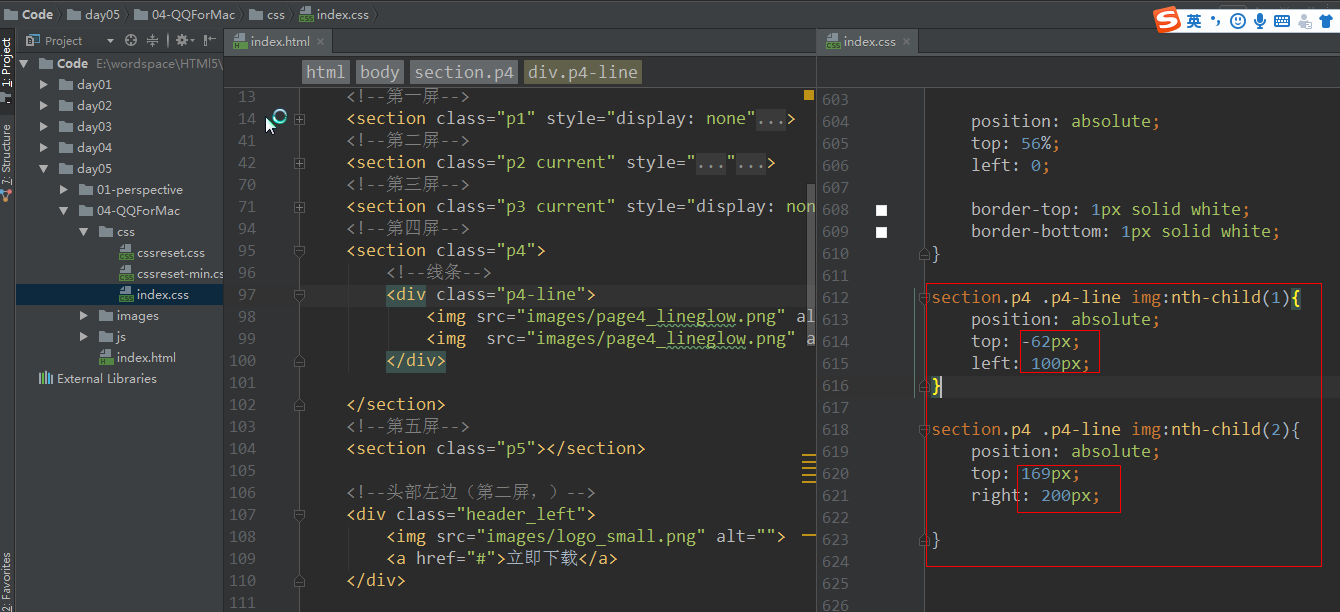 Code day05 04-QQForMac css index.css
英
Project
index.html
index.css
1: Project
7: Structure
2: Favorites
Code E:\wordspace\HTMl5\
day01
day02
day03
day04
day05
01-perspective
04-QQForMac
css
cssreset.css
cssreset-min.cs
index.css
images
js
index.html
External Libraries
html body section.p4 div.p4-line
13 <!--第一屏-->
14 <section class="p1" style="display: none"...>
41 <!--第二屏-->
42 <section class="p2 current" style="..."...>
70 <!--第三屏-->
71 <section class="p3 current" style="display: non
94 <!--第四屏-->
95 <section class="p4">
96 <!--线条-->
97 <div class="p4-line">
98 <img src="images/page4_lineglow.png" al
99 <img  src="images/page4_lineglow.png" a
100 </div>
101
102 </section>
103 <!--第五屏-->
104 <section class="p5"></section>
105
106 <!--头部左边（第二屏，）-->
107 <div class="header_left">
108 <img src="images/logo_small.png" alt="">
109 <a href="#">立即下载</a>
110 </div>
111
603
604 position: absolute;
605 top: 56%;
606 left: 0;
607
608 border-top: 1px solid white;
609 border-bottom: 1px solid white;
610 }
611
612 section.p4 .p4-line img:nth-child(1){
613 position: absolute;
614 top: -62px;
615 left: 100px;
616 }
617
618 section.p4 .p4-line img:nth-child(2){
619 position: absolute;
620 top: 169px;
621 right: 200px;
622
623 }
624
625
626